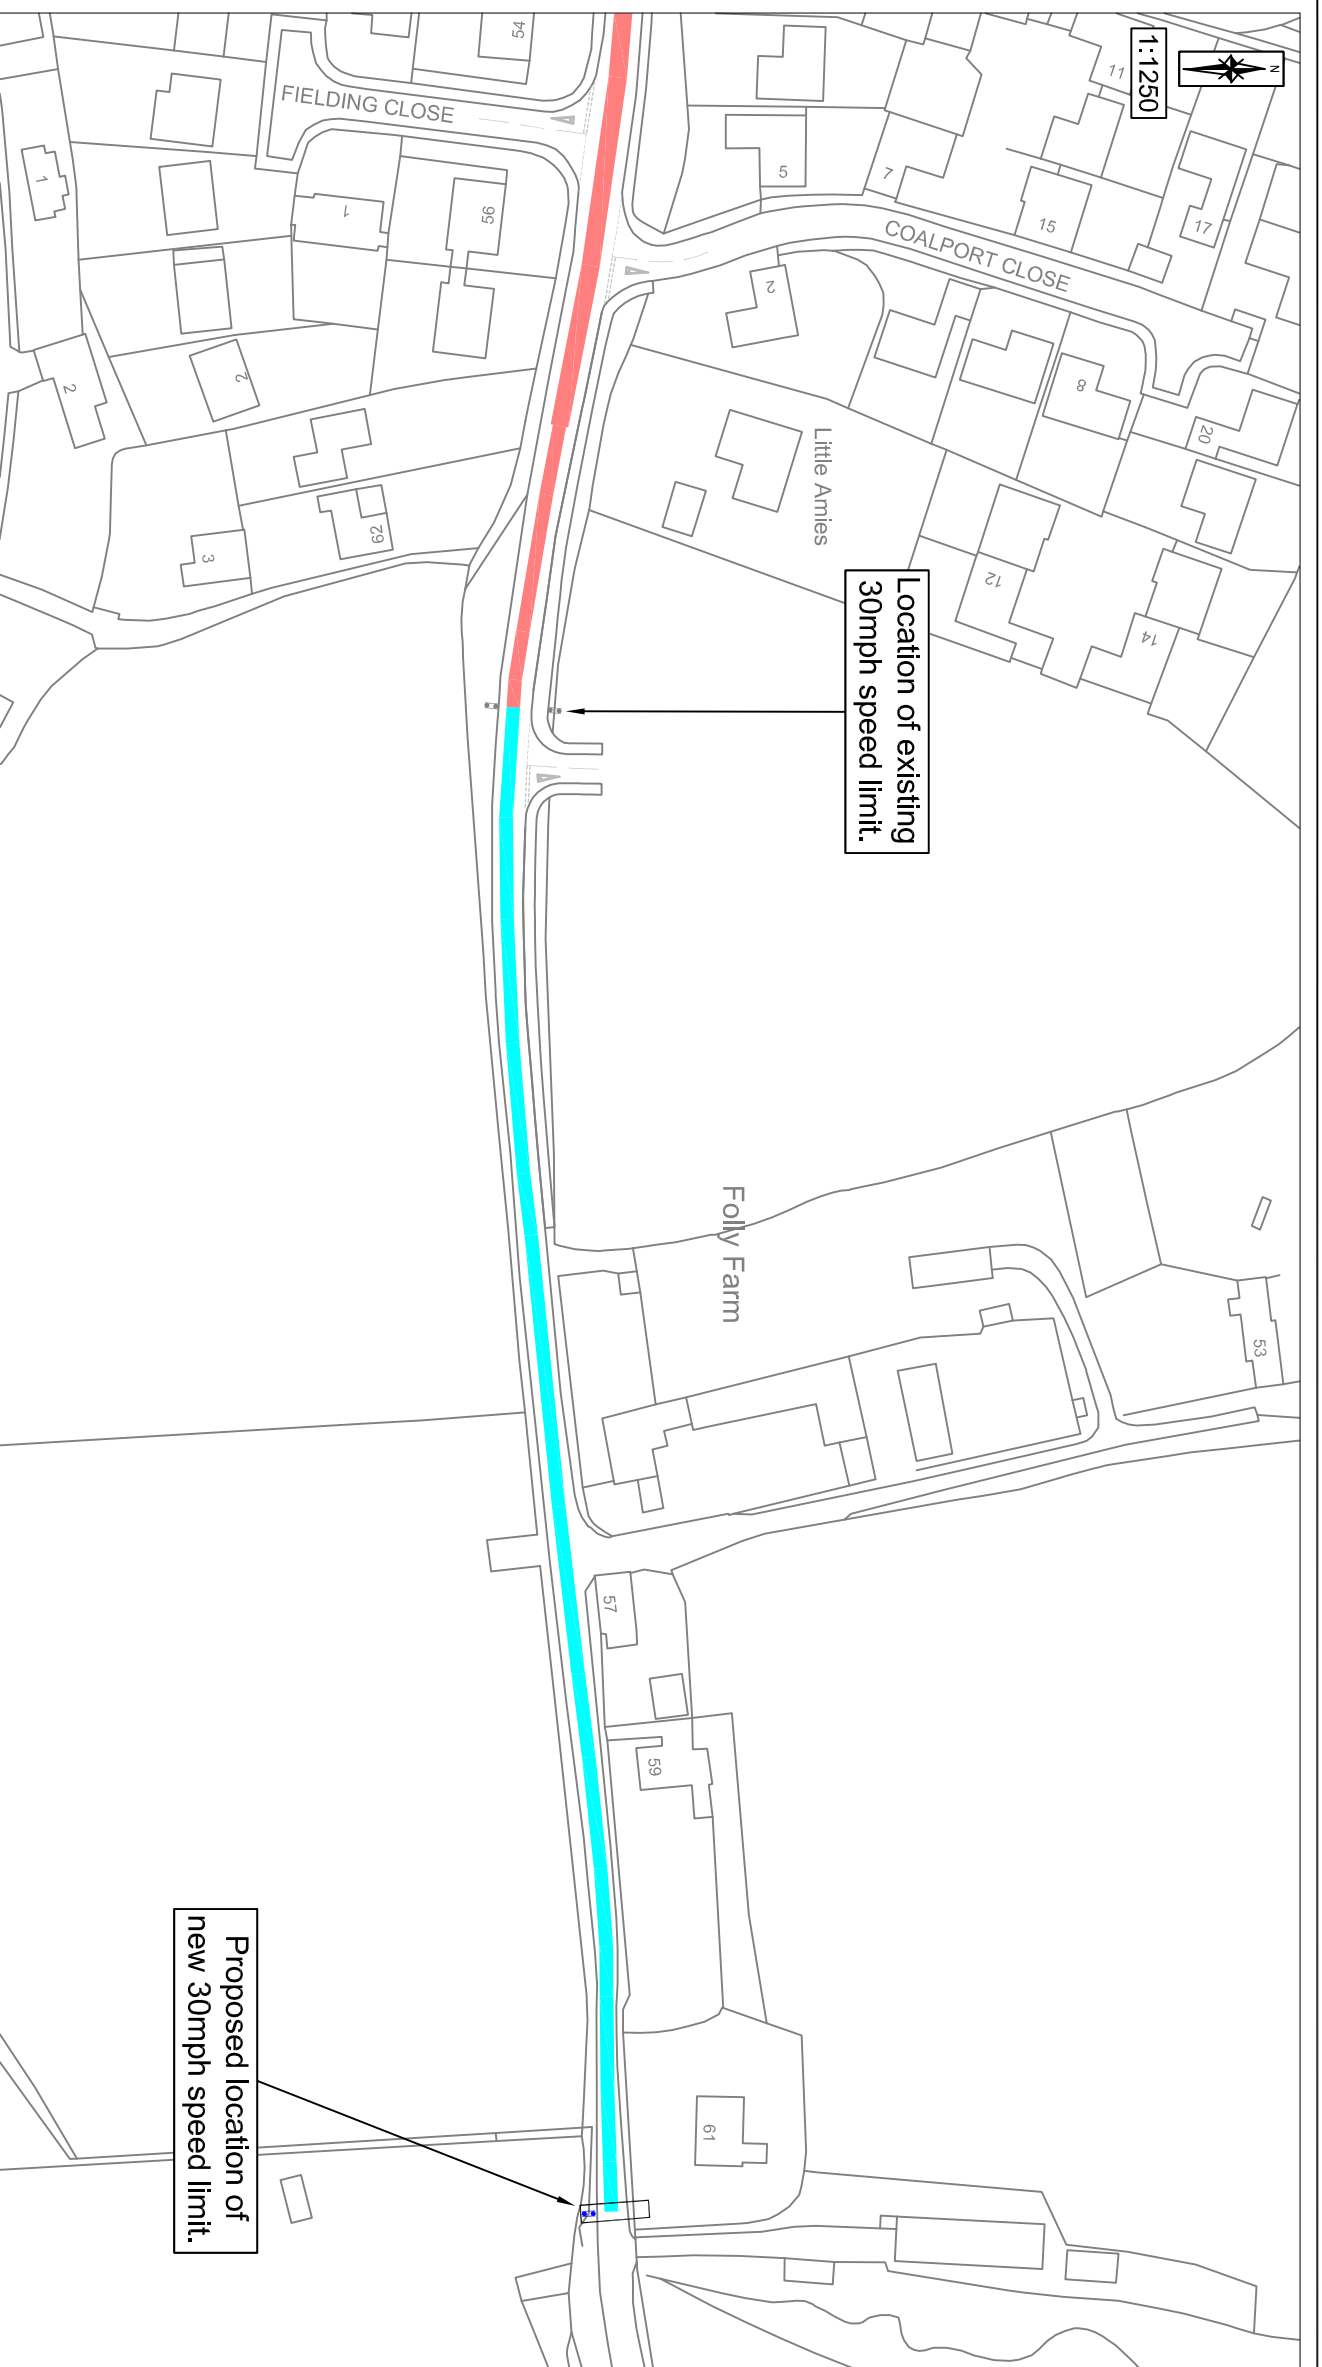 N
1:1250
11
17
15
7
5
COALPORT CLOSE
54
FIELDING CLOSE
1
1
56
2
2
2
8
20
Little Amies
62
3
12
14
Location of existing
30mph speed limit.
Folly Farm
53
57
59
61
Proposed location of
new 30mph speed limit.